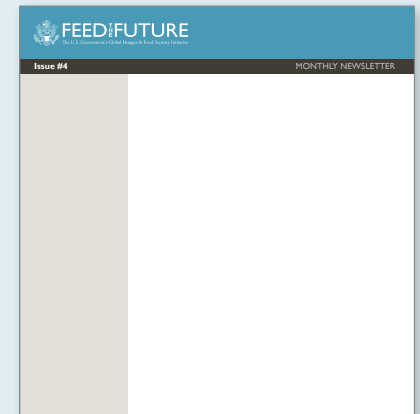 FEED THE FUTURE
The U.S. Government's Global Hunger & Food Security Initiative
Issue #4
MONTHLY NEWSLETTER